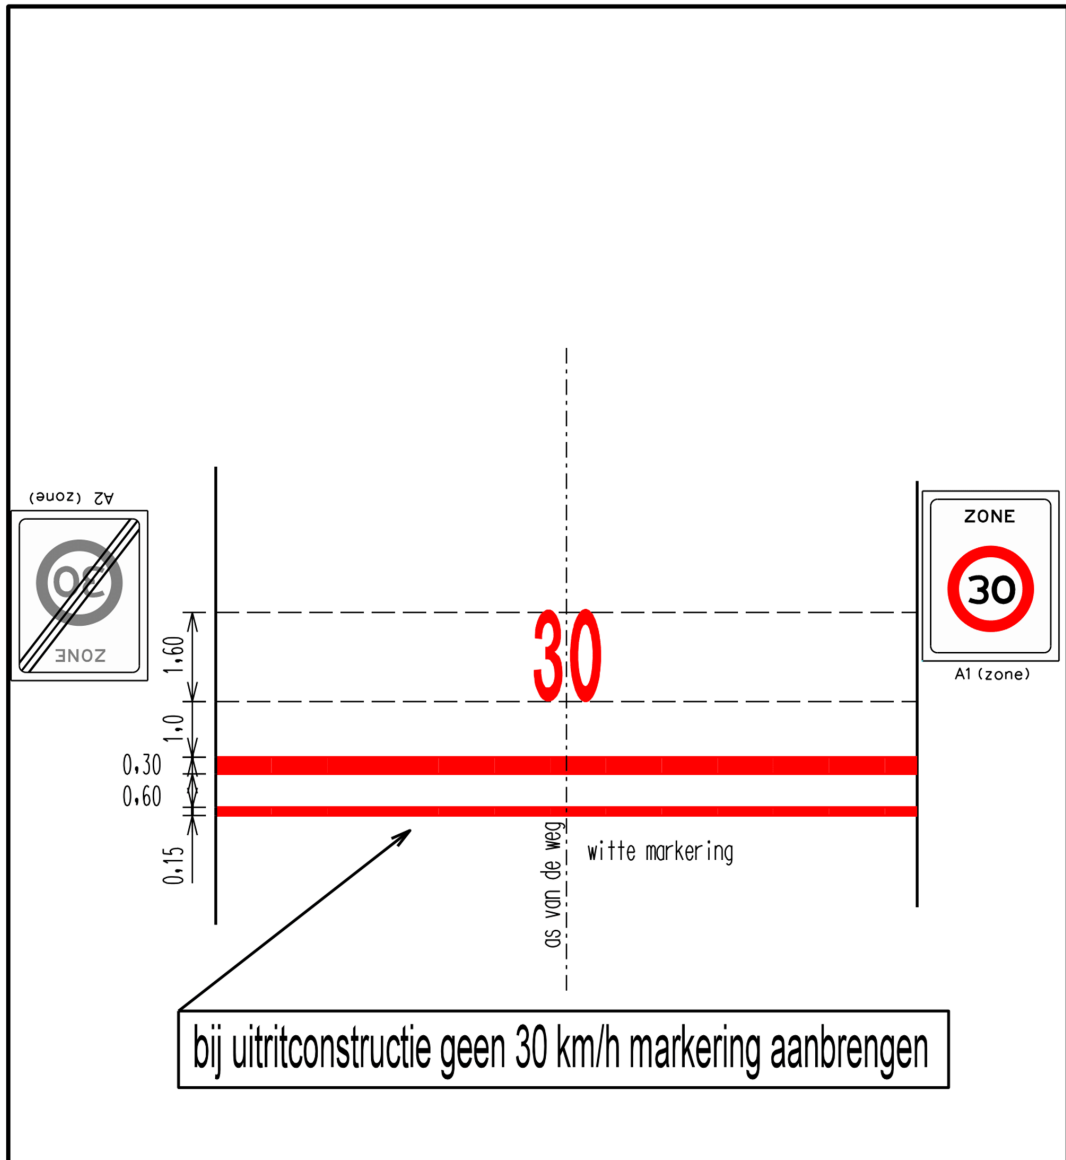 A2 (zone)
30
ZONE
ZONE
30
A1 (zone)
30
1,60
1,0
0,30
0,60
0,15
as van de weg
witte markering
bij uitritconstructie geen 30 km/h markering aanbrengen